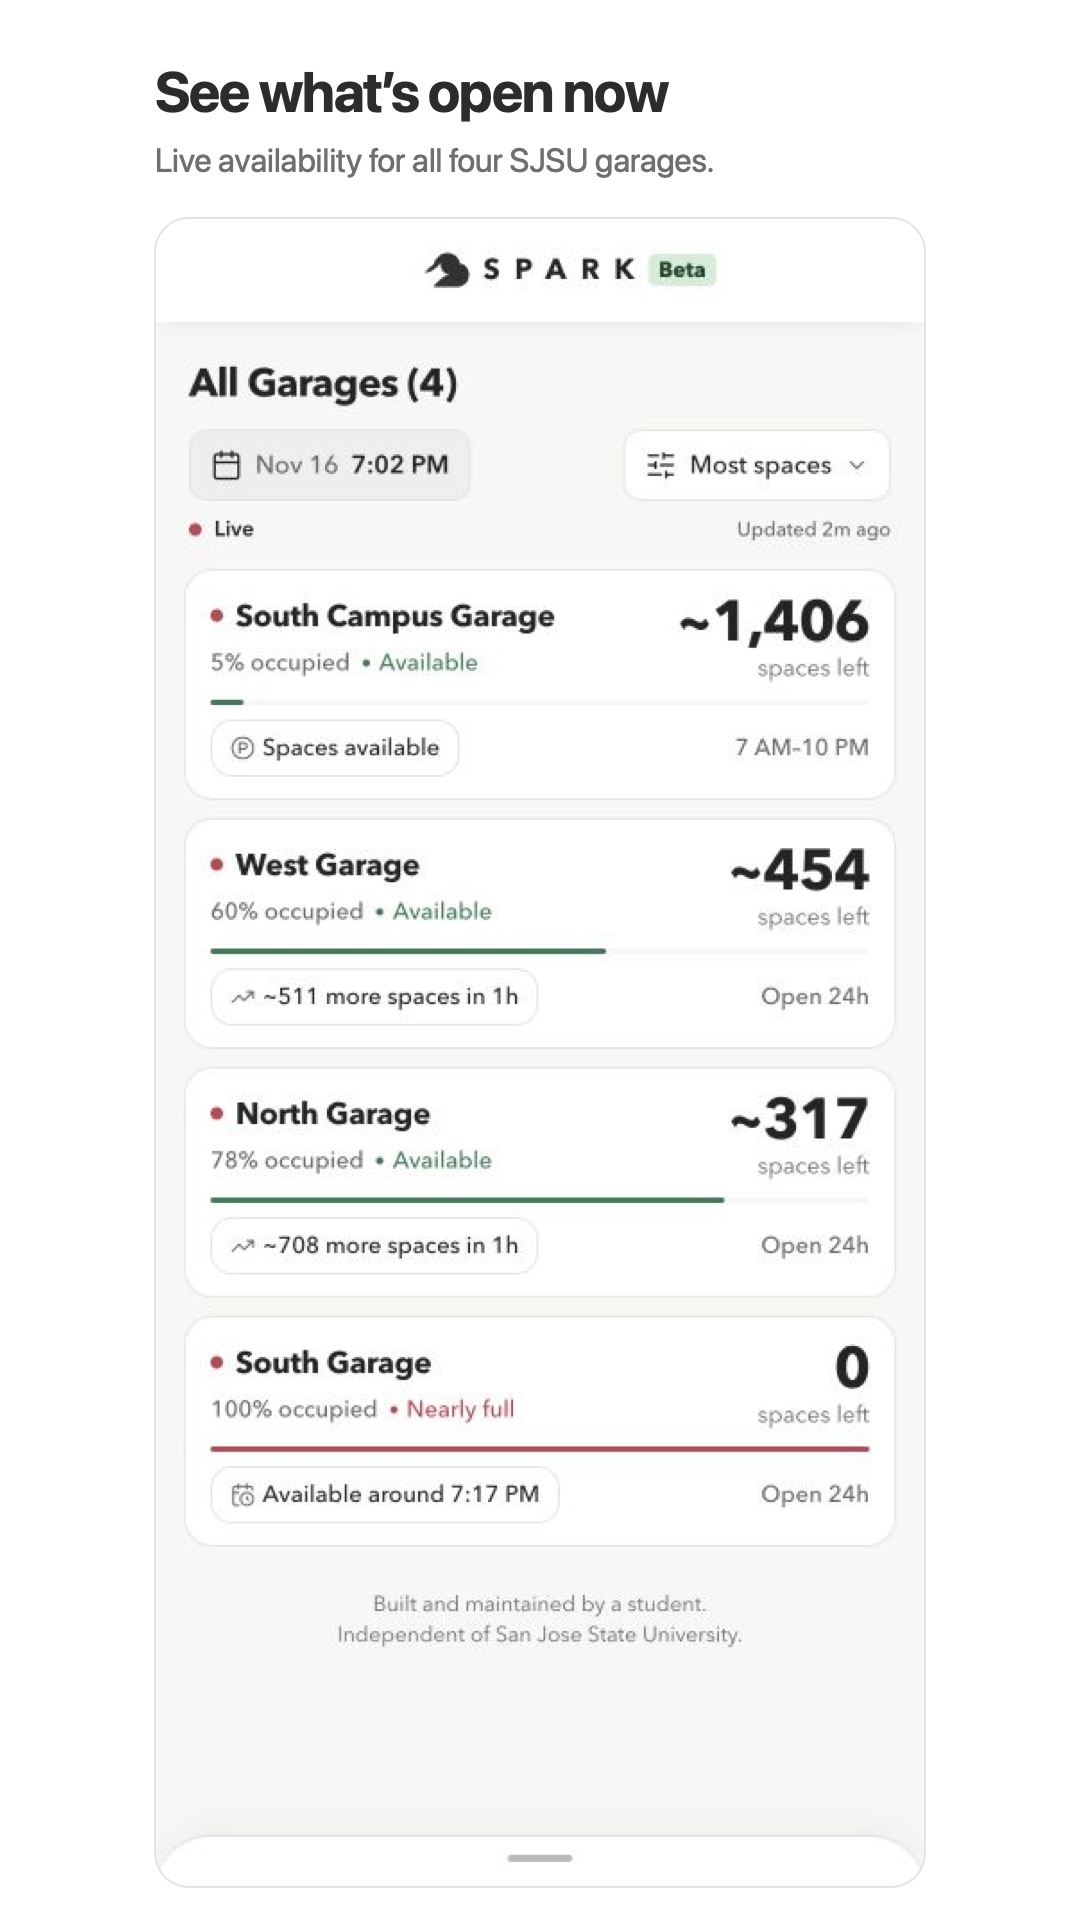 See what's open now
Live availability for all four SJSU garages.
SPARK Beta
All Garages (4)
Nov 16 7:02 PM
Most spaces
Live
Updated 2m ago
South Campus Garage
~1,406
5% occupied • Available
spaces left
Spaces available
7 AM–10 PM
West Garage
~454
60% occupied • Available
spaces left
~511 more spaces in 1h
Open 24h
North Garage
~317
78% occupied • Available
spaces left
~708 more spaces in 1h
Open 24h
South Garage
0
100% occupied • Nearly full
spaces left
Available around 7:17 PM
Open 24h
Built and maintained by a student.
Independent of San Jose State University.